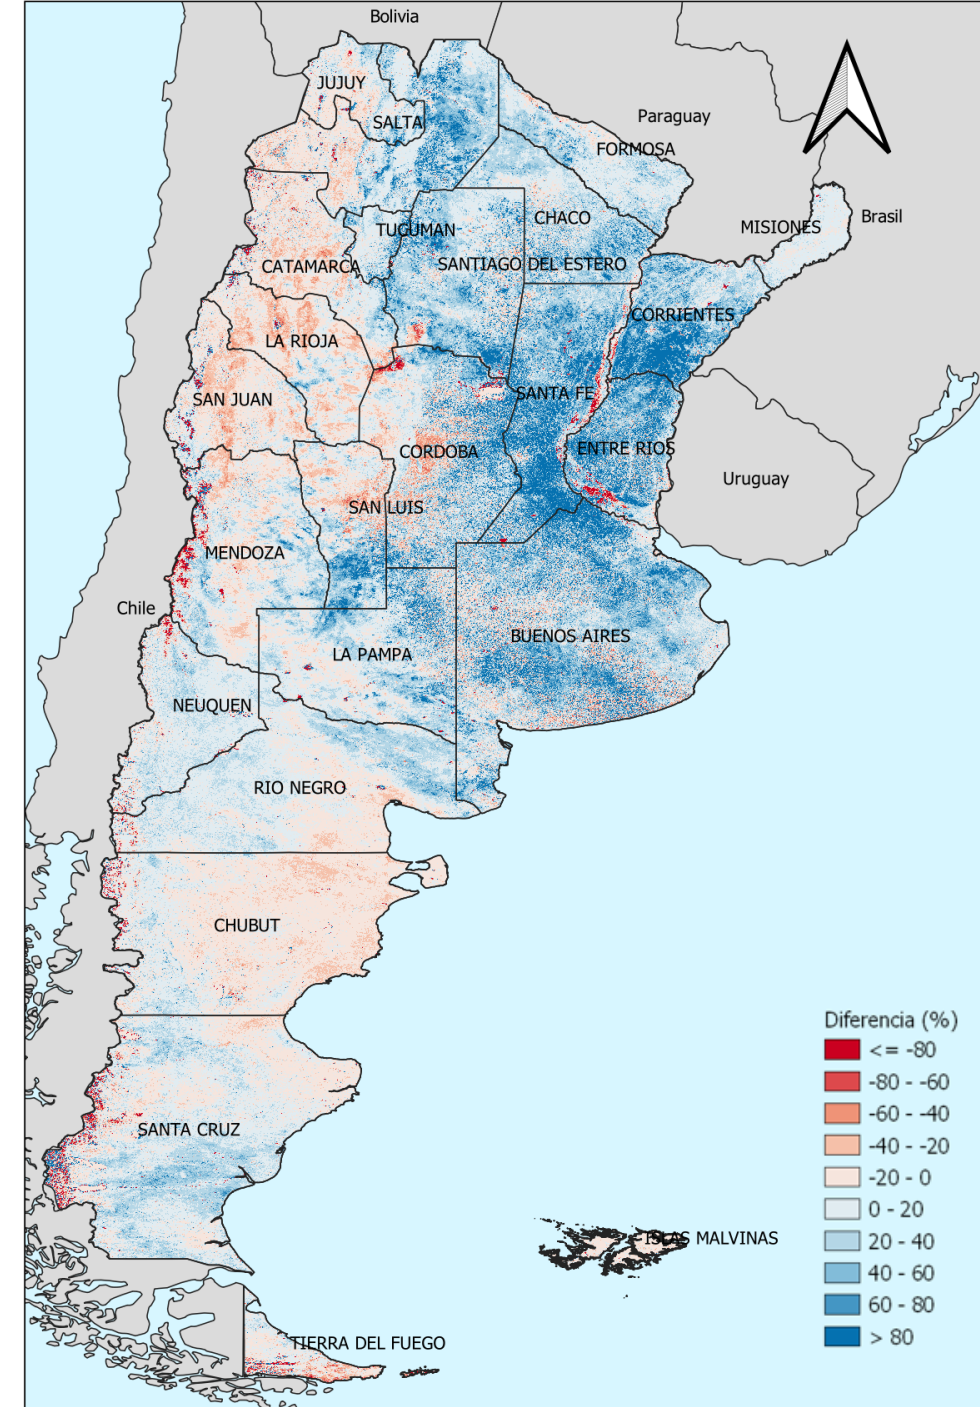 Bolivia
JUJUY
SALTA
Paraguay
FORMOSA
MISIONES
Brasil
CHACO
TUCUMAN
SANTIAGO DEL ESTERO
CATAMARCA
CORRIENTES
LA RIOJA
SAN JUAN
SANTA FE
CORDOBA
ENTRE RIOS
Uruguay
SAN LUIS
MENDOZA
Chile
BUENOS AIRES
LA PAMPA
NEUQUEN
RIO NEGRO
CHUBUT
SANTA CRUZ
ISLAS MALVINAS
TIERRA DEL FUEGO
Diferencia (%)
<= -80
-80 - -60
-60 - -40
-40 - -20
-20 - 0
0 - 20
20 - 40
40 - 60
60 - 80
> 80